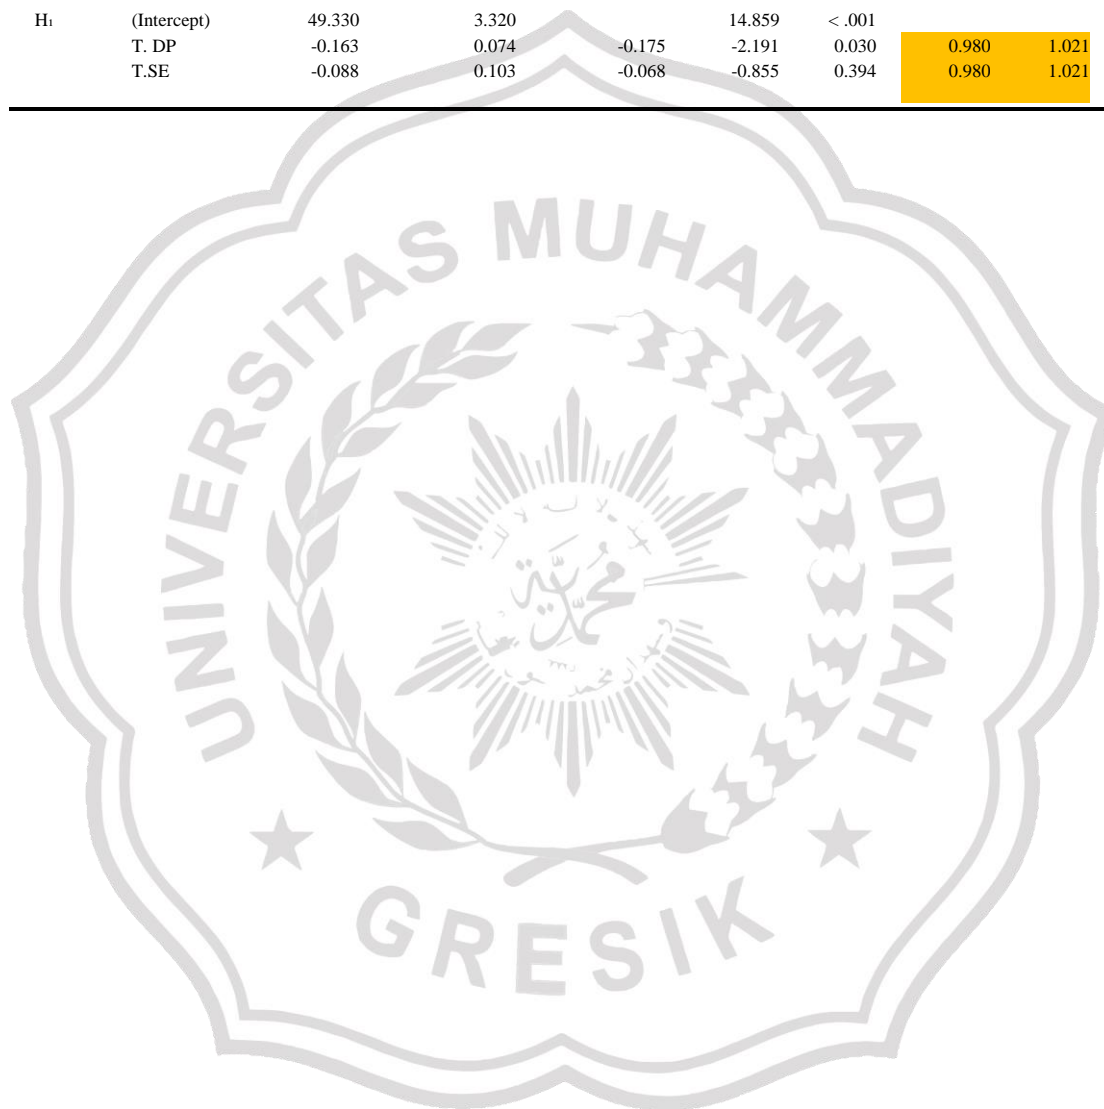 H₁ (Intercept) 49.330 3.320 14.859 < .001
T. DP -0.163 0.074 -0.175 -2.191 0.030 0.980 1.021
T.SE -0.088 0.103 -0.068 -0.855 0.394 0.980 1.021
UNIVERSITAS MUHAMMADIYAH
محمدية
GRESIK